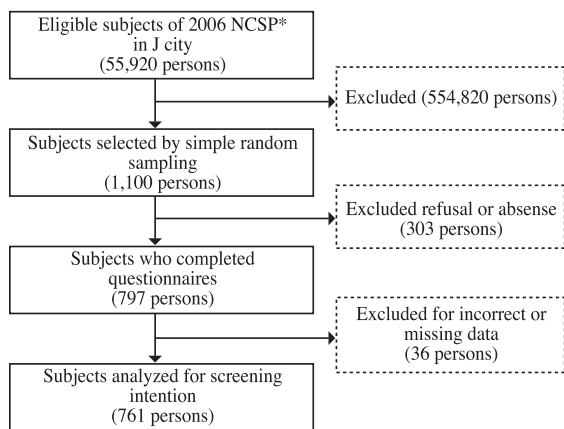 Eligible subjects of 2006 NCSP*
in J city
(55,920 persons)
Excluded (554,820 persons)
Subjects selected by simple random
sampling
(1,100 persons)
Excluded refusal or absense
(303 persons)
Subjects who completed
questionnaires
(797 persons)
Excluded for incorrect or
missing data
(36 persons)
Subjects analyzed for screening
intention
(761 persons)